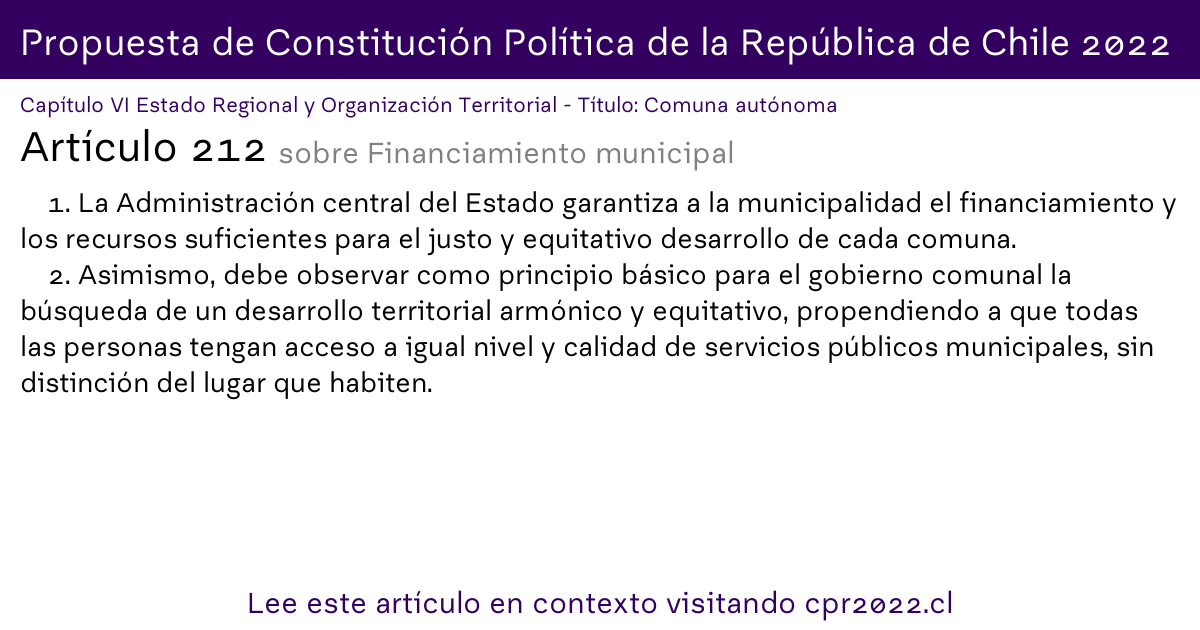 Propuesta de Constitución Política de la República de Chile 2022
Capítulo VI Estado Regional y Organización Territorial - Título: Comuna autónoma
Artículo 212 sobre Financiamiento municipal
1. La Administración central del Estado garantiza a la municipalidad el financiamiento y
los recursos suficientes para el justo y equitativo desarrollo de cada comuna.
2. Asimismo, debe observar como principio básico para el gobierno comunal la
búsqueda de un desarrollo territorial armónico y equitativo, propendiendo a que todas
las personas tengan acceso a igual nivel y calidad de servicios públicos municipales, sin
distinción del lugar que habiten.
Lee este artículo en contexto visitando cpr2022.cl